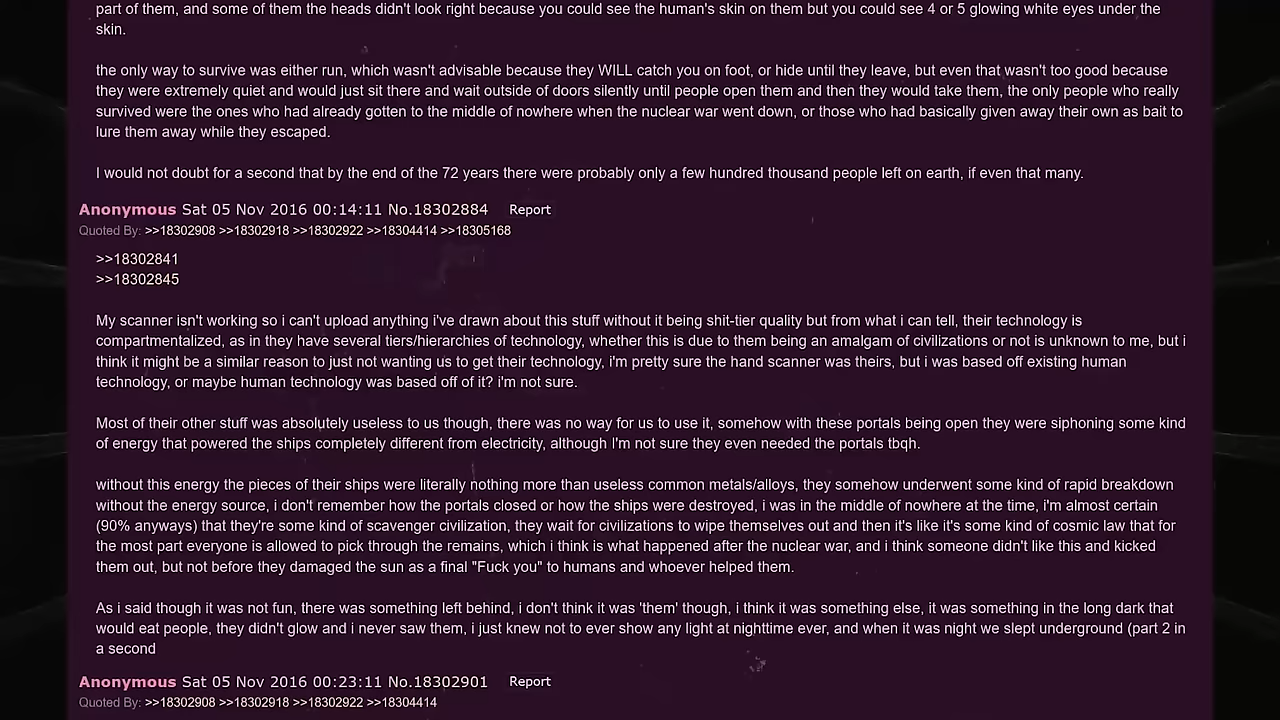 part of them, and some of them the heads didn't look right because you could see the human's skin on them but you could see 4 or 5 glowing white eyes under the
skin.
the only way to survive was either run, which wasn't advisable because they WILL catch you on foot, or hide until they leave, but even that wasn't too good because
they were extremely quiet and would just sit there and wait outside of doors silently until people open them and then they would take them, the only people who really
survived were the ones who had already gotten to the middle of nowhere when the nuclear war went down, or those who had basically given away their own as bait to
lure them away while they escaped.
I would not doubt for a second that by the end of the 72 years there were probably only a few hundred thousand people left on earth, if even that many.
Anonymous Sat 05 Nov 2016 00:14:11 No.18302884 Report
Quoted By: >>18302908 >>18302918 >>18302922 >>18304414 >>18305168
>>18302841
>>18302845
My scanner isn't working so i can't upload anything i've drawn about this stuff without it being shit-tier quality but from what i can tell, their technology is
compartmentalized, as in they have several tiers/hierarchies of technology, whether this is due to them being an amalgam of civilizations or not is unknown to me, but i
think it might be a similar reason to just not wanting us to get their technology, i'm pretty sure the hand scanner was theirs, but i was based off existing human
technology, or maybe human technology was based off of it? i'm not sure.
Most of their other stuff was absolutely useless to us though, there was no way for us to use it, somehow with these portals being open they were siphoning some kind
of energy that powered the ships completely different from electricity, although I'm not sure they even needed the portals tbqh.
without this energy the pieces of their ships were literally nothing more than useless common metals/alloys, they somehow underwent some kind of rapid breakdown
without the energy source, i don't remember how the portals closed or how the ships were destroyed, i was in the middle of nowhere at the time, i'm almost certain
(90% anyways) that they're some kind of scavenger civilization, they wait for civilizations to wipe themselves out and then it's like it's some kind of cosmic law that for
the most part everyone is allowed to pick through the remains, which i think is what happened after the nuclear war, and i think someone didn't like this and kicked
them out, but not before they damaged the sun as a final "Fuck you" to humans and whoever helped them.
As i said though it was not fun, there was something left behind, i don't think it was 'them' though, i think it was something else, it was something in the long dark that
would eat people, they didn't glow and i never saw them, i just knew not to ever show any light at nighttime ever, and when it was night we slept underground (part 2 in
a second
Anonymous Sat 05 Nov 2016 00:23:11 No.18302901 Report
Quoted By: >>18302908 >>18302918 >>18302922 >>18304414